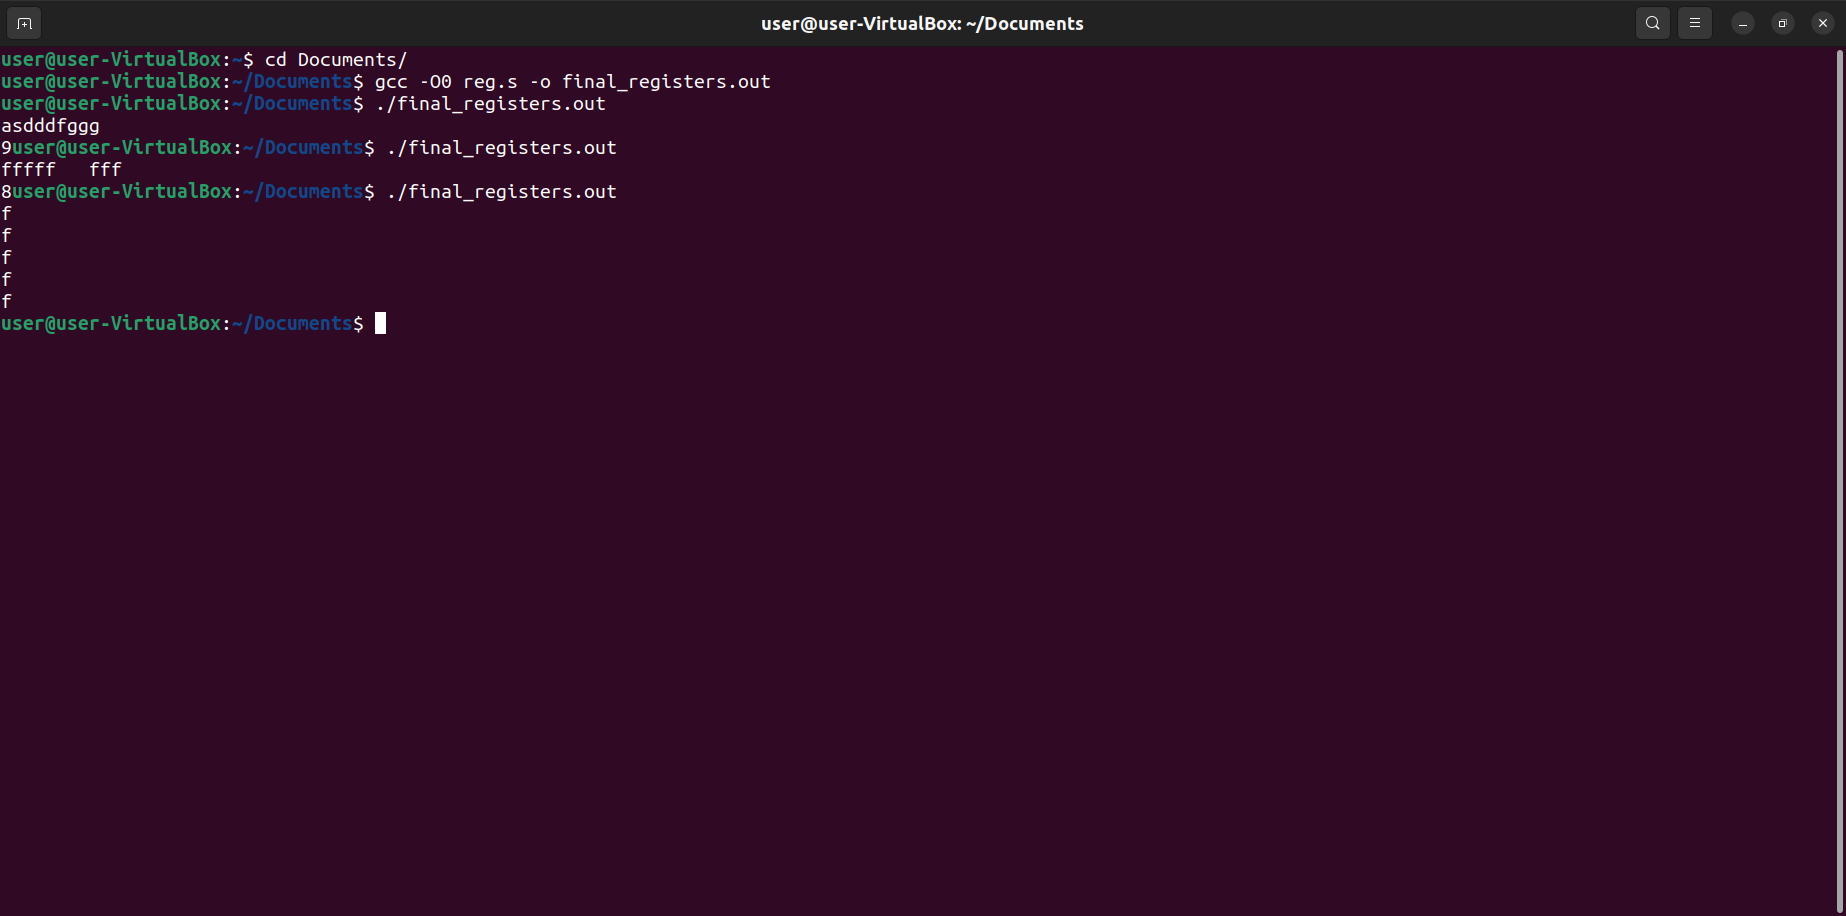 user@user-VirtualBox: ~/Documents
user@user-VirtualBox:~$ cd Documents/
user@user-VirtualBox:~/Documents$ gcc -O0 reg.s -o final_registers.out
user@user-VirtualBox:~/Documents$ ./final_registers.out
asdddfggg
9user@user-VirtualBox:~/Documents$ ./final_registers.out
fffff   fff
8user@user-VirtualBox:~/Documents$ ./final_registers.out
f
f
f
f
f
user@user-VirtualBox:~/Documents$